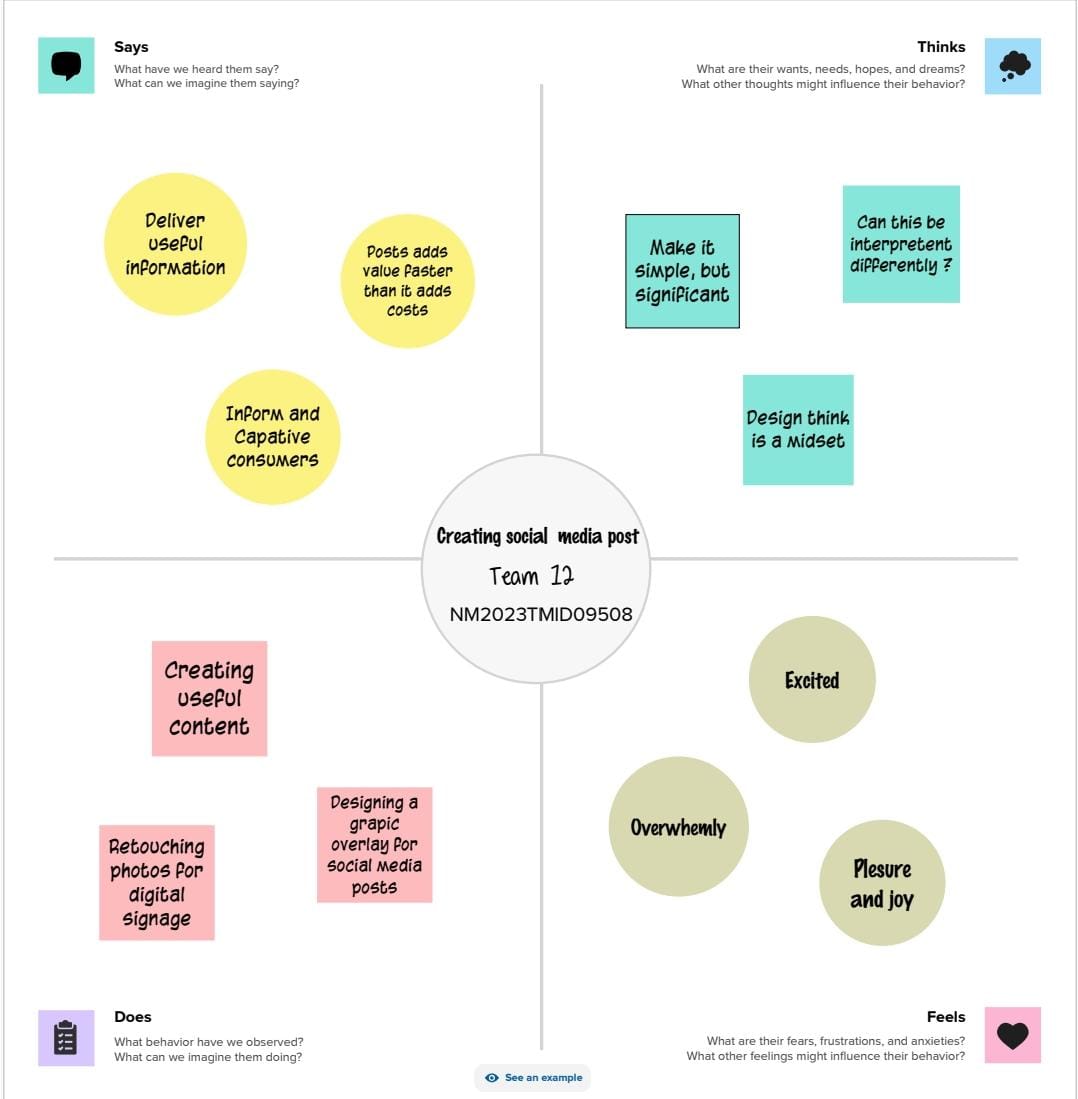 Says
What have we heard them say?
What can we imagine them saying?
Thinks
What are their wants, needs, hopes, and dreams?
What other thoughts might influence their behavior?
Deliver
useful
information
Posts adds
value faster
than it adds
costs
Inform and
Capative
consumers
Make it
simple, but
significant
Can this be
interpretent
differently ?
Design think
is a midset
Creating social media post
Team 12
NM2023TMID09508
Creating
useful
content
Retouching
photos for
digital
signage
Designing a
grapic
overlay for
social media
posts
Excited
Overwhemly
Plesure
and joy
Does
What behavior have we observed?
What can we imagine them doing?
Feels
What are their fears, frustrations, and anxieties?
What other feelings might influence their behavior?
See an example